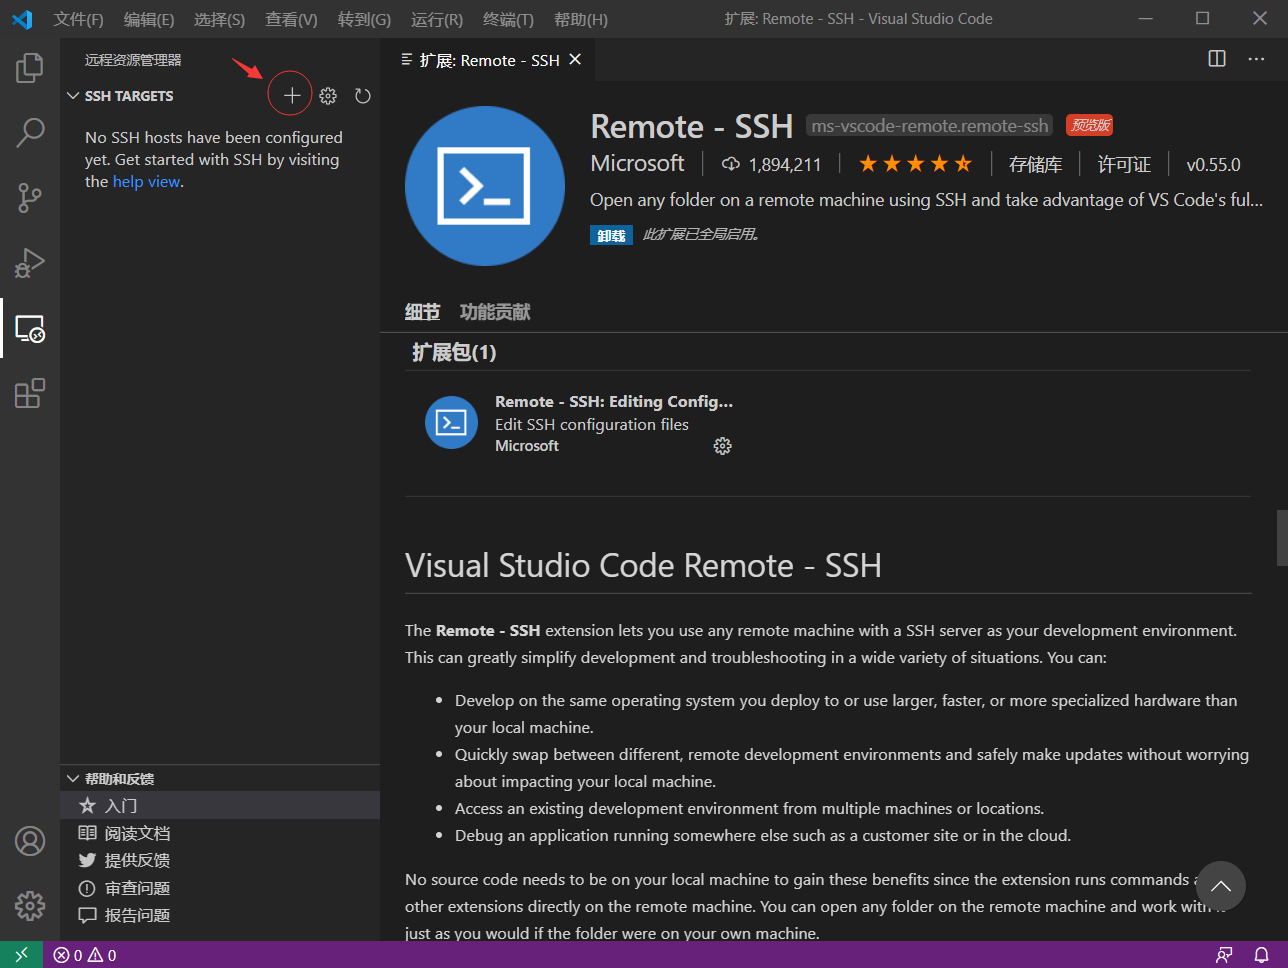 文件(F) 编辑(E) 选择(S) 查看(V) 转到(G) 运行(R) 终端(T) 帮助(H) 扩展: Remote - SSH - Visual Studio Code
远程资源管理器
SSH TARGETS
No SSH hosts have been configured
yet. Get started with SSH by visiting
the help view.
帮助和反馈
入门
阅读文档
提供反馈
审查问题
报告问题
扩展: Remote - SSH
Remote - SSH ms-vscode-remote.remote-ssh 预览版
Microsoft 1,894,211 存储库 许可证 v0.55.0
Open any folder on a remote machine using SSH and take advantage of VS Code's ful...
卸载 此扩展已全局启用。
细节 功能贡献
扩展包(1)
Remote - SSH: Editing Config...
Edit SSH configuration files
Microsoft
Visual Studio Code Remote - SSH
The Remote - SSH extension lets you use any remote machine with a SSH server as your development environment.
This can greatly simplify development and troubleshooting in a wide variety of situations. You can:
• Develop on the same operating system you deploy to or use larger, faster, or more specialized hardware than
your local machine.
• Quickly swap between different, remote development environments and safely make updates without worrying
about impacting your local machine.
• Access an existing development environment from multiple machines or locations.
• Debug an application running somewhere else such as a customer site or in the cloud.
No source code needs to be on your local machine to gain these benefits since the extension runs commands
other extensions directly on the remote machine. You can open any folder on the remote machine and work with
just as you would if the folder were on your own machine.
0 0